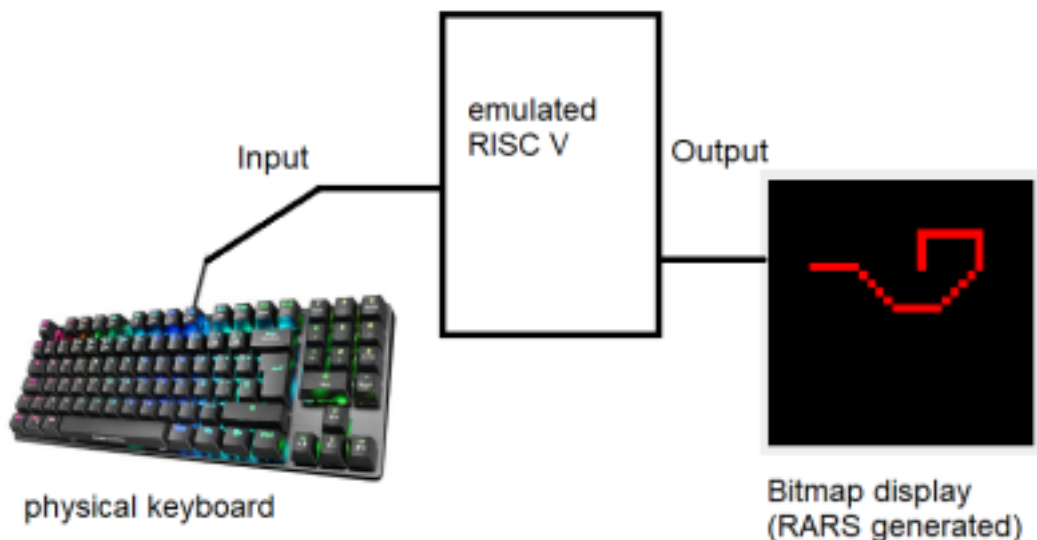 emulated
RISC V
Input
Output
physical keyboard
Bitmap display
(RARS generated)